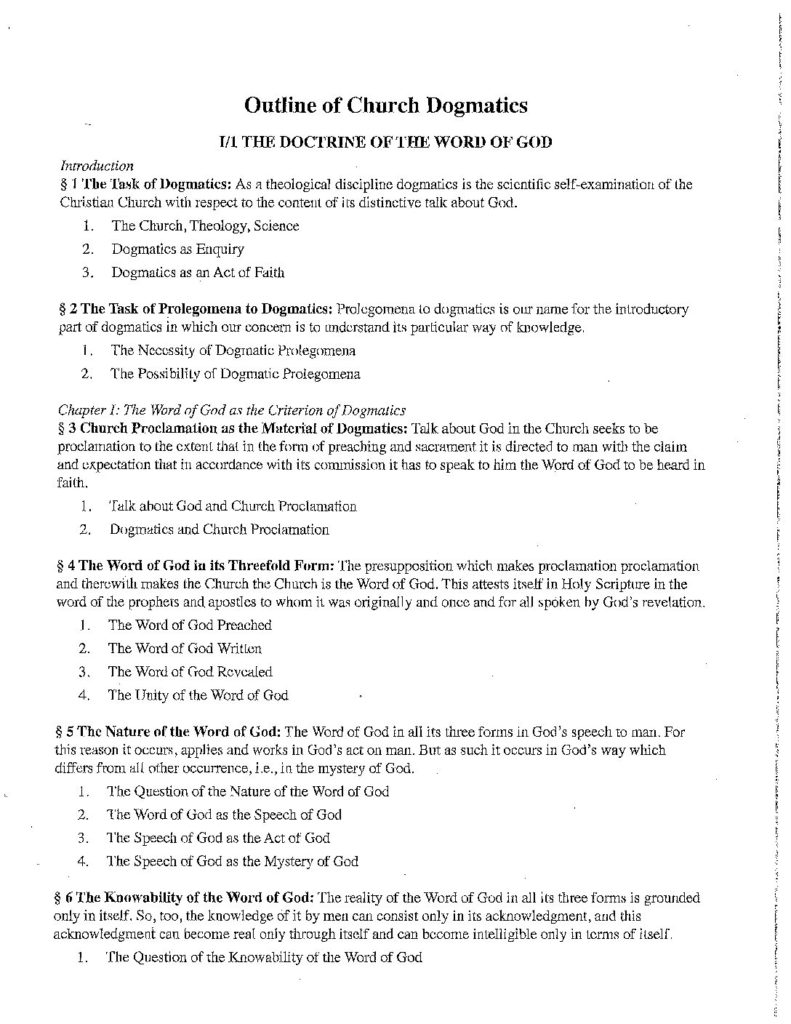 Outline of Church Dogmatics
I/1 THE DOCTRINE OF THE WORD OF GOD
Introduction
§ 1 The Task of Dogmatics: As a theological discipline dogmatics is the scientific self-examination of the
Christian Church with respect to the content of its distinctive talk about God.
1. The Church, Theology, Science
2. Dogmatics as Enquiry
3. Dogmatics as an Act of Faith
§ 2 The Task of Prolegomena to Dogmatics: Prolegomena to dogmatics is our name for the introductory
part of dogmatics in which our concern is to understand its particular way of knowledge.
1. The Necessity of Dogmatic Prolegomena
2. The Possibility of Dogmatic Prolegomena
Chapter I: The Word of God as the Criterion of Dogmatics
§ 3 Church Proclamation as the Material of Dogmatics: Talk about God in the Church seeks to be
proclamation to the extent that in the form of preaching and sacrament it is directed to man with the claim
and expectation that in accordance with its commission it has to speak to him the Word of God to be heard in
faith.
1. Talk about God and Church Proclamation
2. Dogmatics and Church Proclamation
§ 4 The Word of God in its Threefold Form: The presupposition which makes proclamation proclamation
and therewith makes the Church the Church is the Word of God. This attests itself in Holy Scripture in the
word of the prophets and apostles to whom it was originally and once and for all spoken by God's revelation.
1. The Word of God Preached
2. The Word of God Written
3. The Word of God Revealed
4. The Unity of the Word of God
§ 5 The Nature of the Word of God: The Word of God in all its three forms in God's speech to man. For
this reason it occurs, applies and works in God's act on man. But as such it occurs in God's way which
differs from all other occurrence, i.e., in the mystery of God.
1. The Question of the Nature of the Word of God
2. The Word of God as the Speech of God
3. The Speech of God as the Act of God
4. The Speech of God as the Mystery of God
§ 6 The Knowability of the Word of God: The reality of the Word of God in all its three forms is grounded
only in itself. So, too, the knowledge of it by men can consist only in its acknowledgment, and this
acknowledgment can become real only through itself and can become intelligible only in terms of itself.
1. The Question of the Knowability of the Word of God